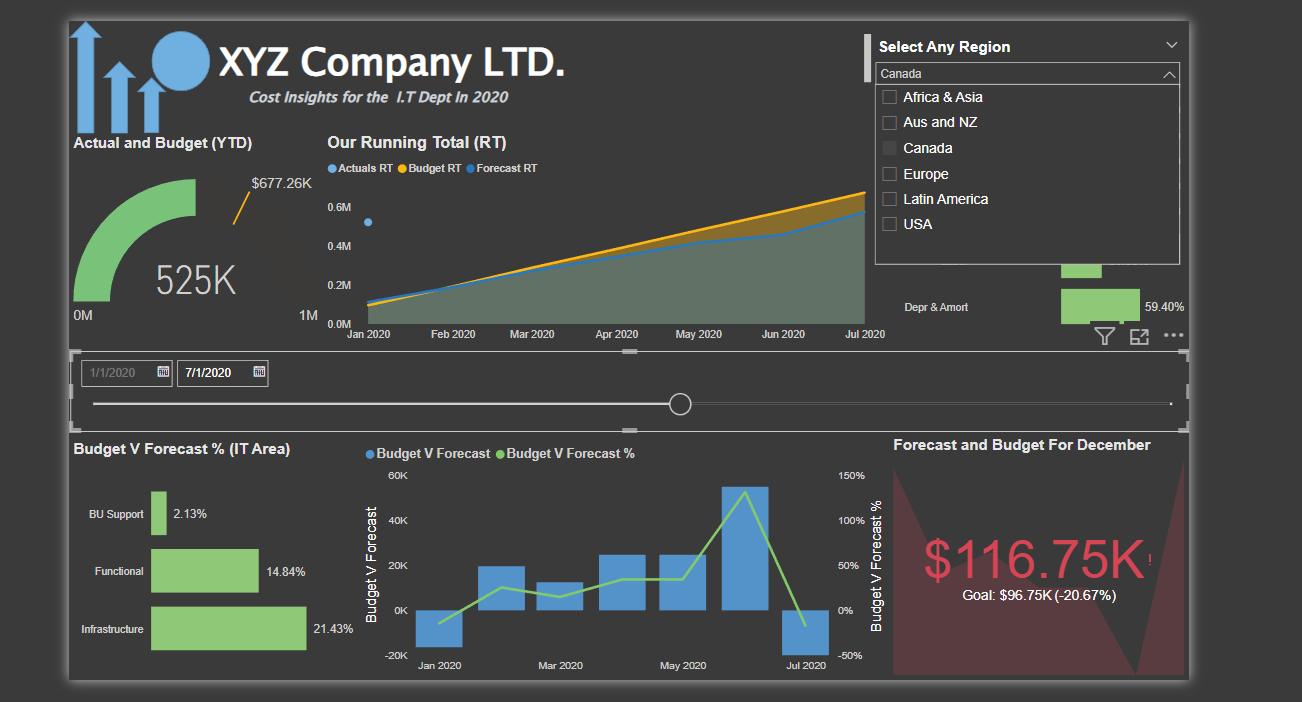 XYZ Company LTD.
Cost Insights for the I.T Dept In 2020
Select Any Region
Canada
Africa & Asia
Aus and NZ
Canada
Europe
Latin America
USA
Actual and Budget (YTD)
$677.26K
525K
0M
1M
Our Running Total (RT)
Actuals RT
Budget RT
Forecast RT
0.6M
0.4M
0.2M
0.0M
Jan 2020
Feb 2020
Mar 2020
Apr 2020
May 2020
Jun 2020
Jul 2020
Depr & Amort
59.40%
1/1/2020
7/1/2020
Budget V Forecast % (IT Area)
BU Support
2.13%
Functional
14.84%
Infrastructure
21.43%
Budget V Forecast
Budget V Forecast %
Budget V Forecast
60K
40K
20K
0K
-20K
150%
100%
50%
0%
-50%
Budget V Forecast %
Jan 2020
Mar 2020
May 2020
Jul 2020
Forecast and Budget For December
$116.75K!
Goal: $96.75K (-20.67%)